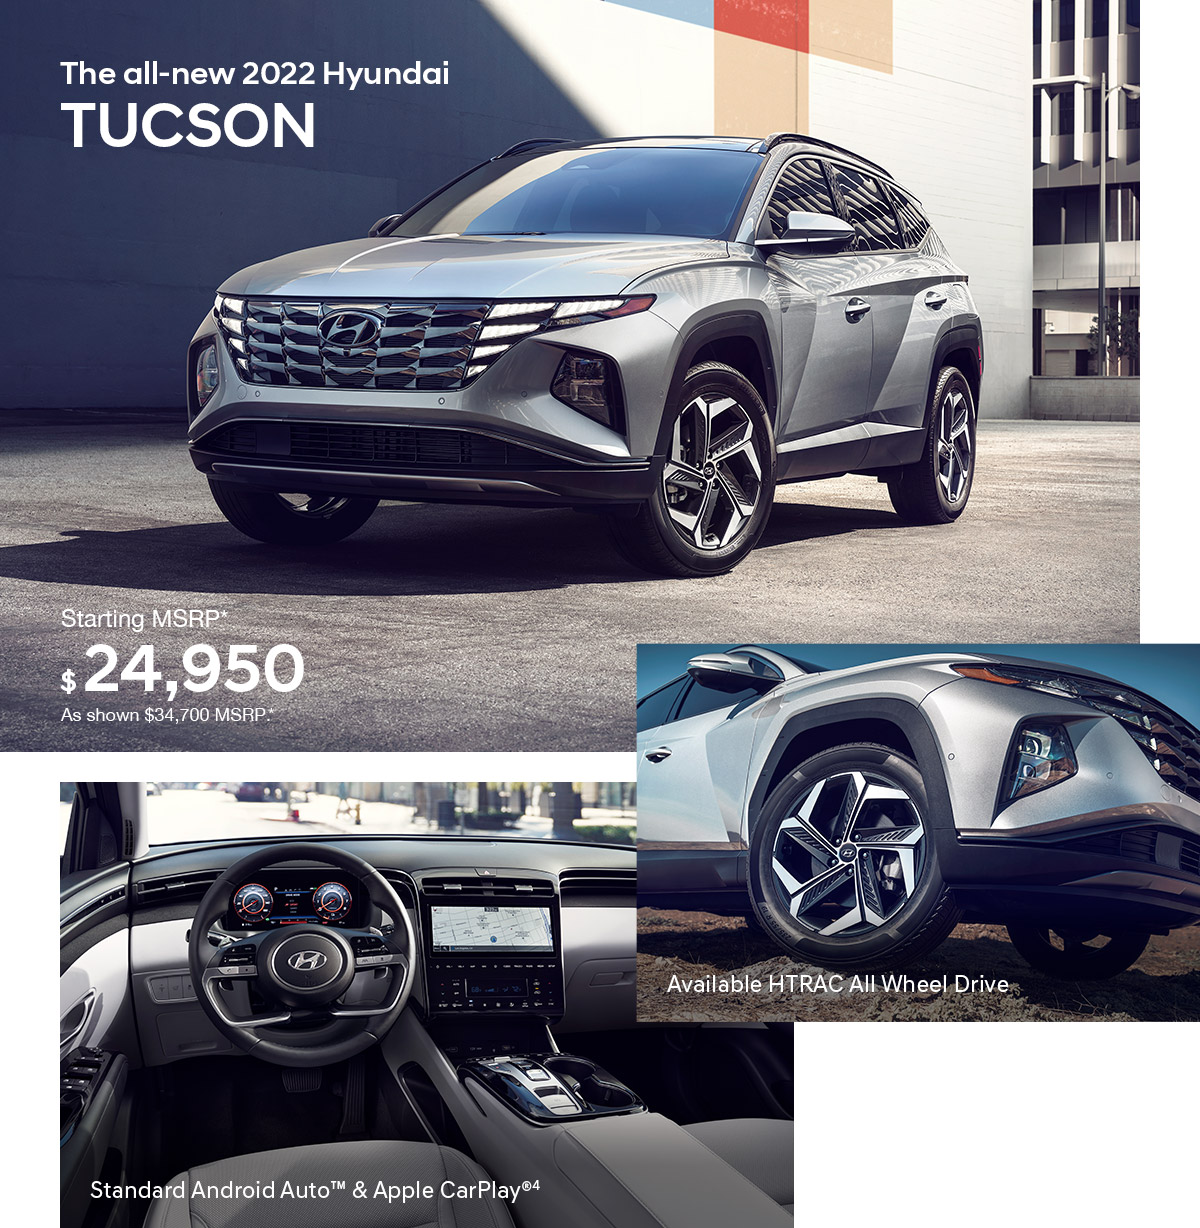 The all-new 2022 Hyundai
TUCSON
Starting MSRP*
$24,950
As shown $34,700 MSRP.*
Available HTRAC All Wheel Drive
Standard Android Auto™ & Apple CarPlay®4